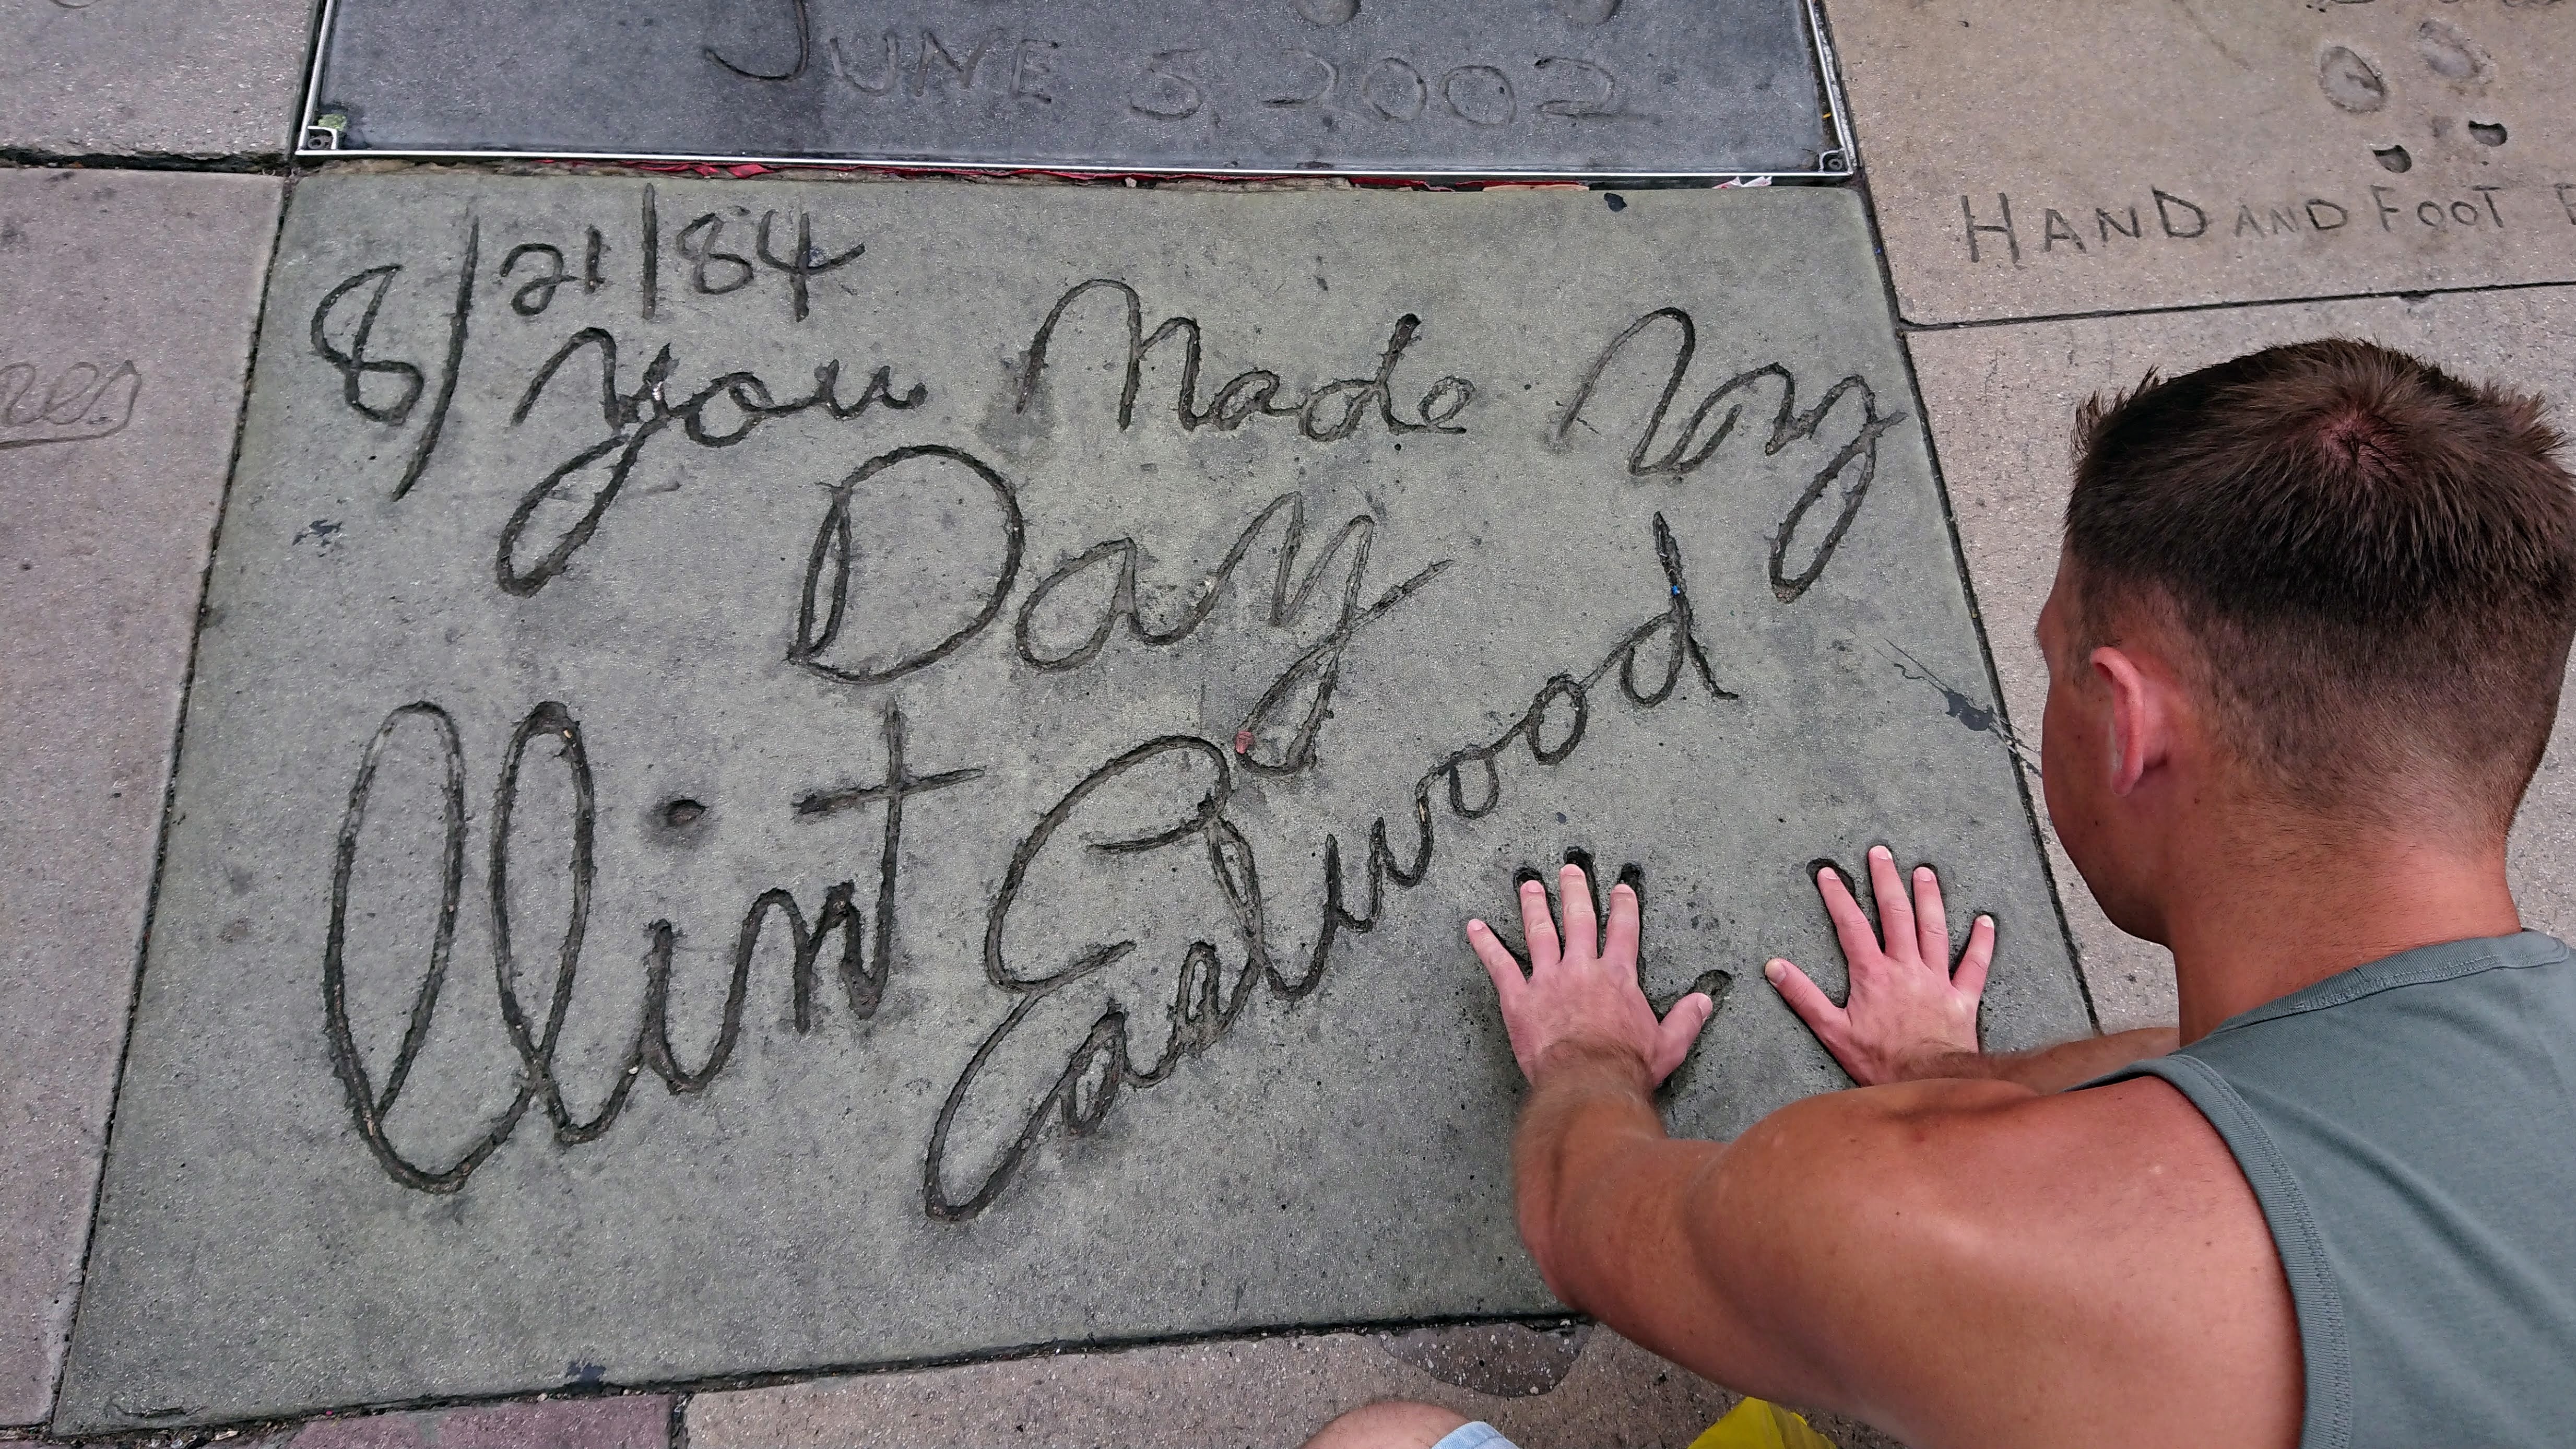 JUNE 5, 2002
HAND AND FOOT
8/21/84
You Made My
Day
Clint Eastwood